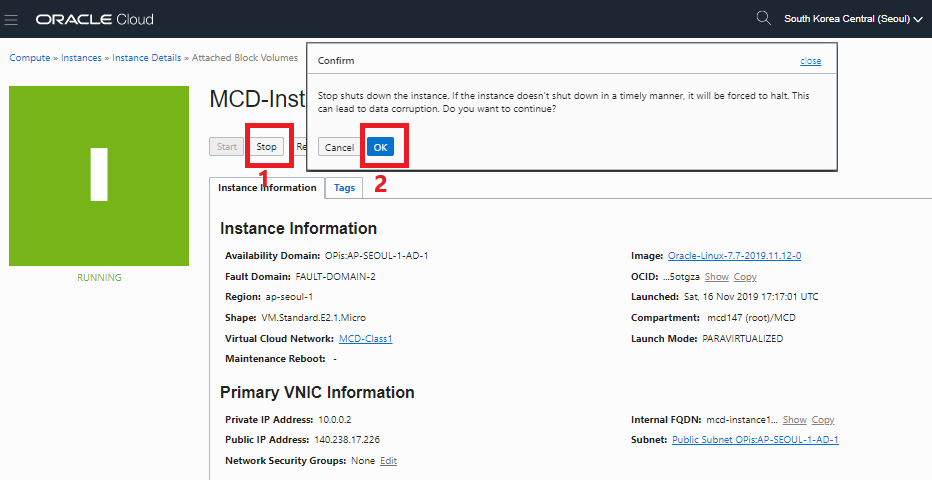 ORACLE Cloud
South Korea Central (Seoul)
Compute » Instances » Instance Details » Attached Block Volumes
Confirm
close
Stop shuts down the instance. If the instance doesn't shut down in a timely manner, it will be forced to halt. This
can lead to data corruption. Do you want to continue?
Cancel
OK
2
MCD-Inst
Start
Stop
Re
1
RUNNING
Instance Information
Tags
Instance Information
Availability Domain: OPis:AP-SEOUL-1-AD-1
Fault Domain: FAULT-DOMAIN-2
Region: ap-seoul-1
Shape: VM.Standard.E2.1.Micro
Virtual Cloud Network: MCD-Class1
Maintenance Reboot: -
Image: Oracle-Linux-7.7-2019.11.12-0
OCID: ...5otgza Show Copy
Launched: Sat, 16 Nov 2019 17:17:01 UTC
Compartment: mcd147 (root)/MCD
Launch Mode: PARAVIRTUALIZED
Primary VNIC Information
Private IP Address: 10.0.0.2
Public IP Address: 140.238.17.226
Network Security Groups: None Edit
Internal FQDN: mcd-instance1... Show Copy
Subnet: Public Subnet OPis:AP-SEOUL-1-AD-1